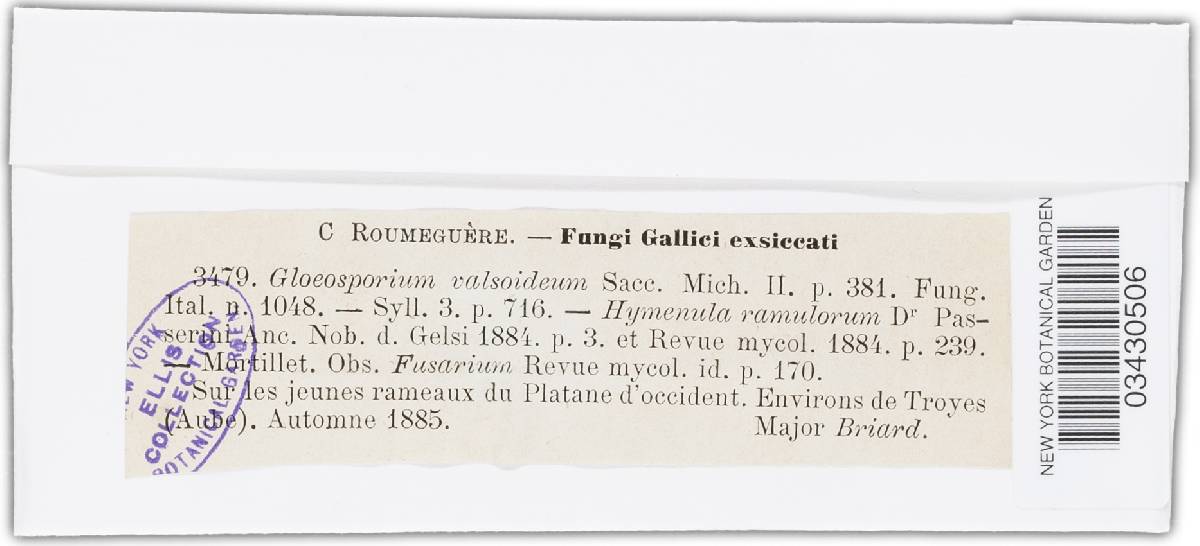 C ROUMEGUÈRE. — Fungi Gallici exsiccati
3479. Gloeosporium valsoideum Sacc. Mich. II. p. 381. Fung.
Ital. n. 1048. — Syll. 3. p. 716. — Hymenula ramulorum Dr Pas-
serini Anc. Nob. d. Gelsi 1884. p. 3. et Revue mycol. 1884. p. 239.
— Mortillet. Obs. Fusarium Revue mycol. id. p. 170.
Sur les jeunes rameaux du Platane d'occident. Environs de Troyes
(Aube). Automne 1885. Major Briard.
NEW YORK
ELLIS
COLLECTION
BOTANICAL GARDEN
NEW YORK BOTANICAL GARDEN
03430506